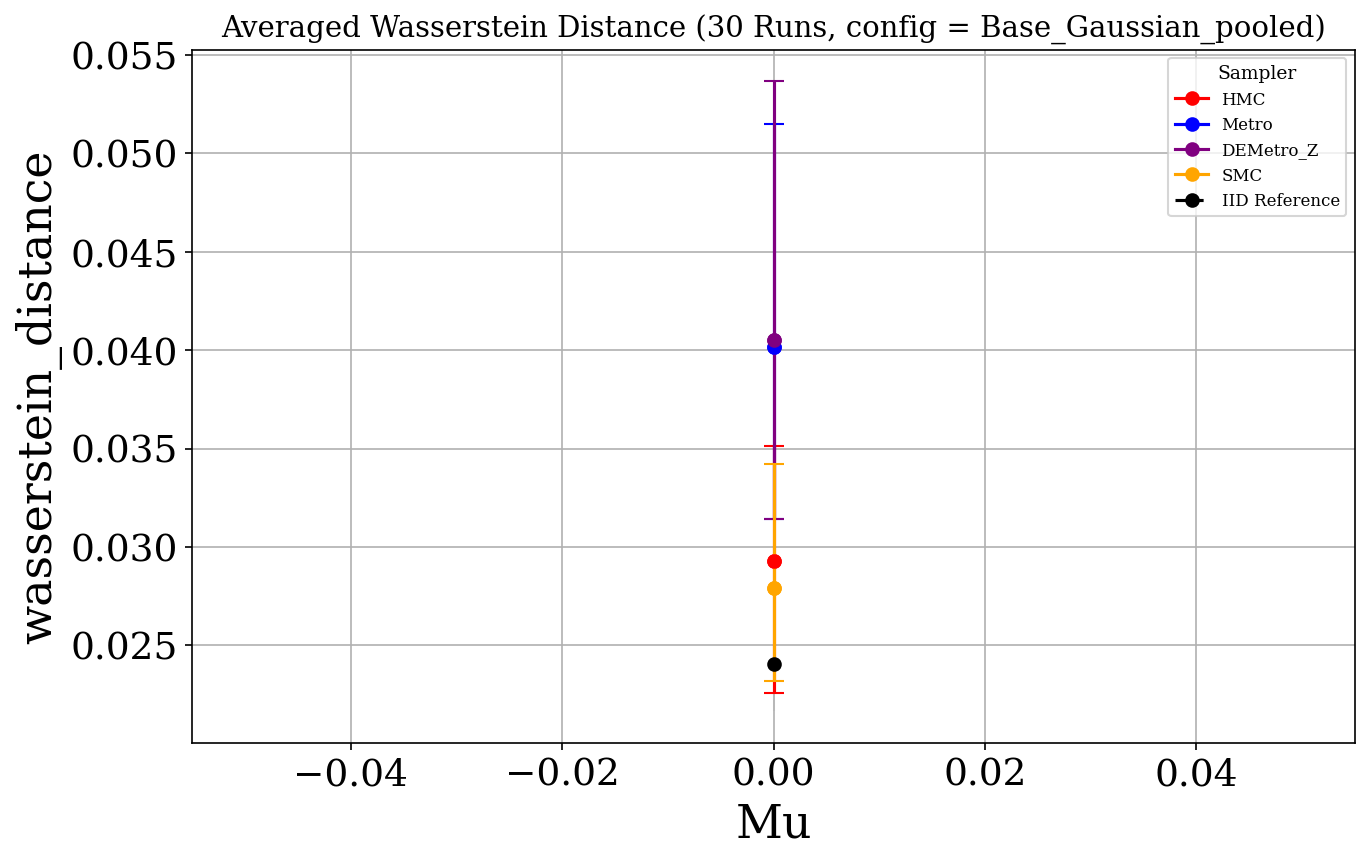 Averaged Wasserstein Distance (30 Runs, config = Base_Gaussian_pooled)
wasserstein_distance
0.055
0.050
0.045
0.040
0.035
0.030
0.025
Sampler
HMC
Metro
DEMetro_Z
SMC
IID Reference
−0.04
−0.02
0.00
0.02
0.04
Mu